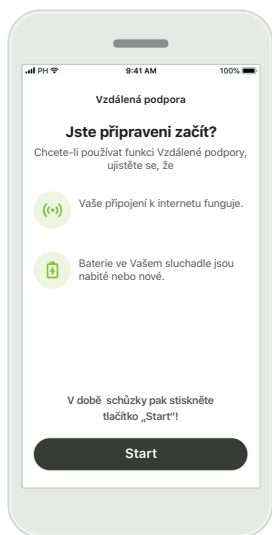 PH 9:41 AM 100%
Vzdálená podpora
Jste připraveni začít?
Chcete-li používat funkci Vzdálené podpory,
ujistěte se, že
Vaše připojení k internetu funguje.
Baterie ve Vašem sluchadle jsou
nabité nebo nové.
V době schůzky pak stiskněte
tlačítko „Start"!
Start